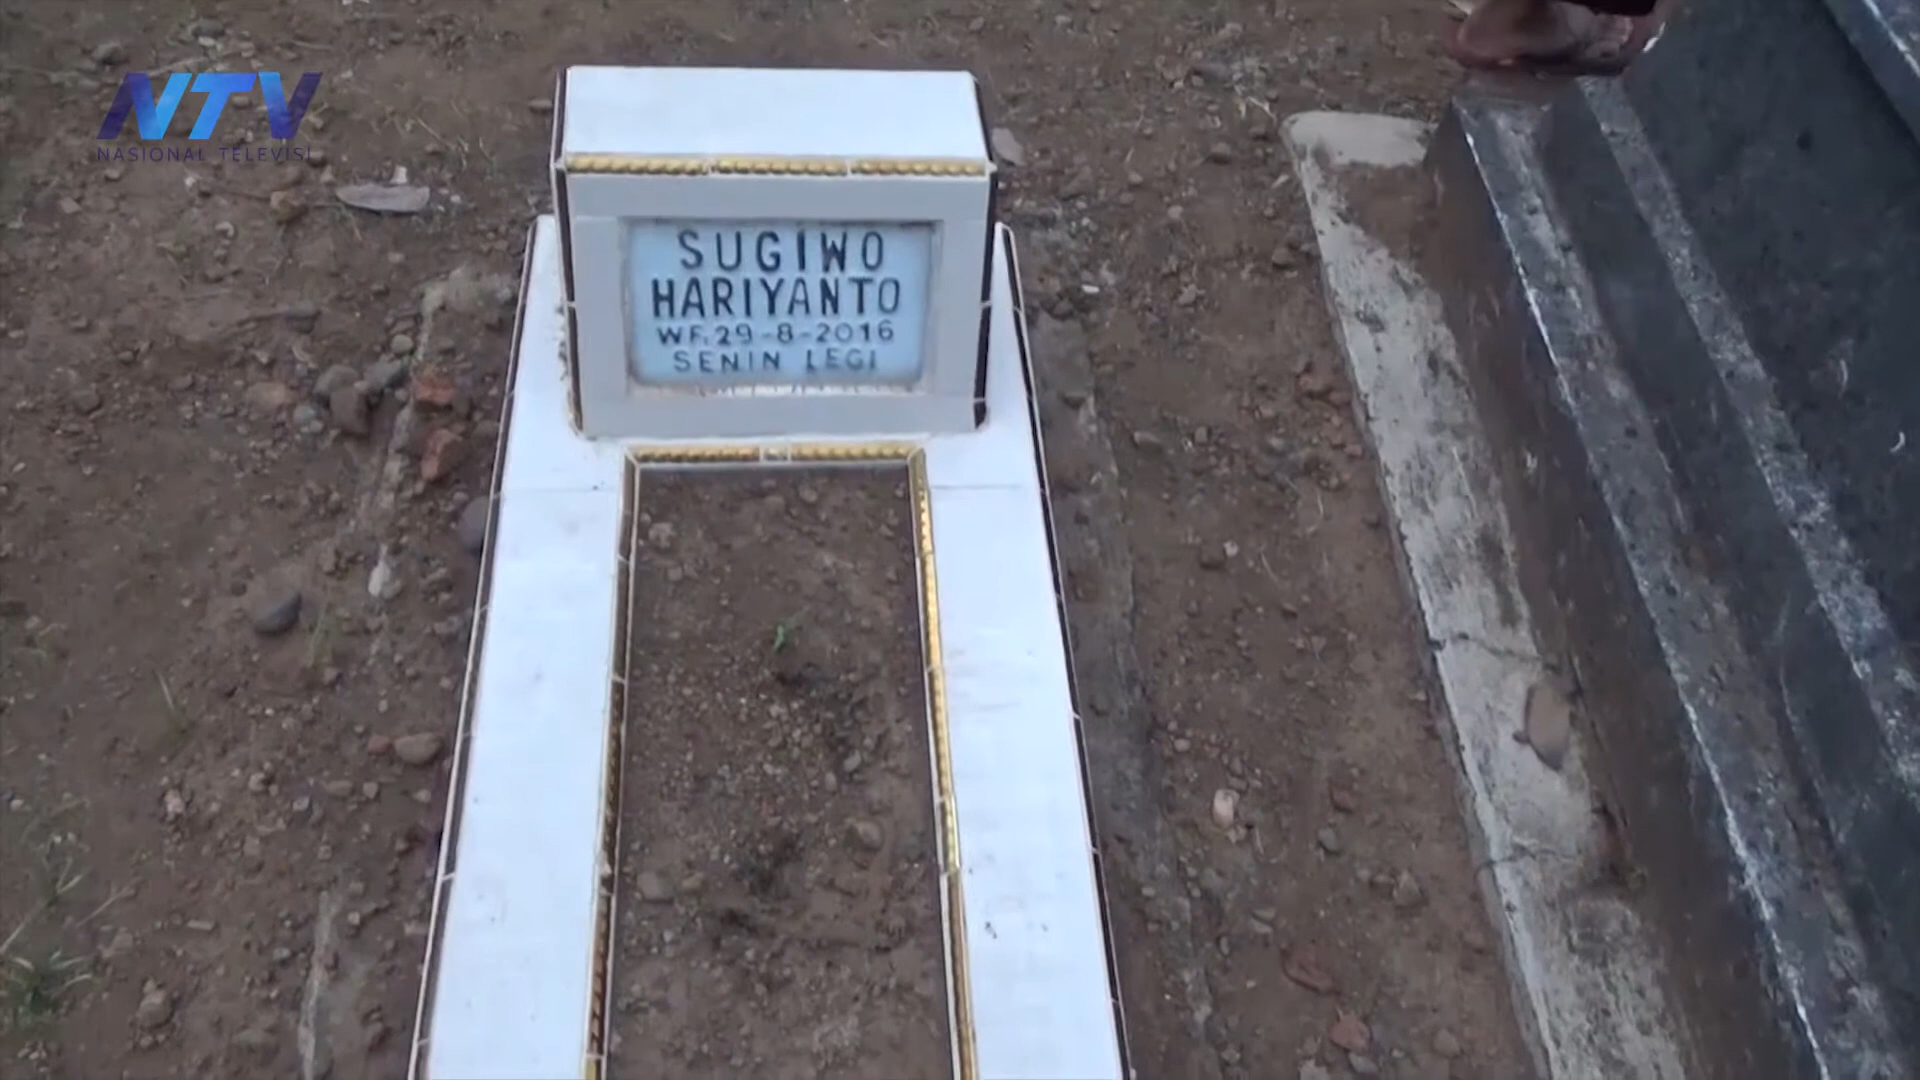 NTV
NASIONAL TELEVISI
SUGIWO
HARIYANTO
WF. 29-8-2016
SENIN LEGI